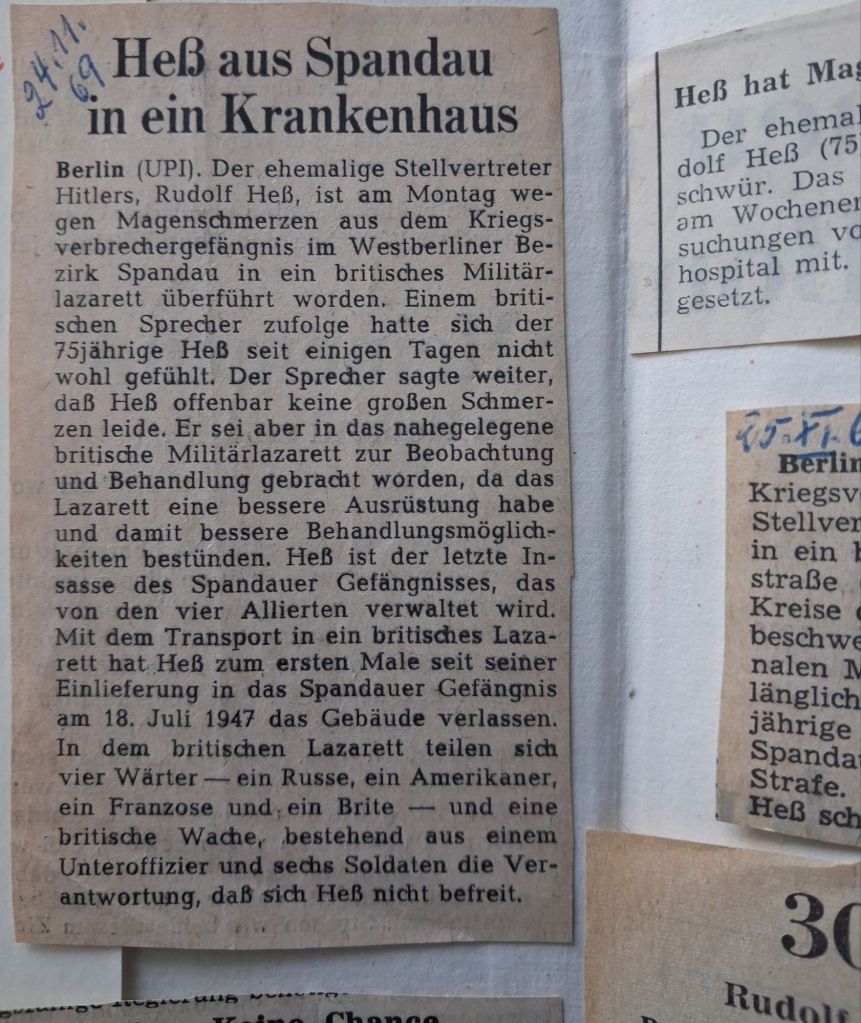 24.11.
69
Heß aus Spandau
in ein Krankenhaus
Berlin (UPI). Der ehemalige Stellvertreter
Hitlers, Rudolf Heß, ist am Montag we-
gen Magenschmerzen aus dem Kriegs-
verbrechergefängnis im Westberliner Be-
zirk Spandau in ein britisches Militär-
lazarett überführt worden. Einem briti-
schen Sprecher zufolge hatte sich der
75jährige Heß seit einigen Tagen nicht
wohl gefühlt. Der Sprecher sagte weiter,
daß Heß offenbar keine großen Schmer-
zen leide. Er sei aber in das nahegelegene
britische Militärlazarett zur Beobachtung
und Behandlung gebracht worden, da das
Lazarett eine bessere Ausrüstung habe
und damit bessere Behandlungsmöglich-
keiten bestünden. Heß ist der letzte In-
sasse des Spandauer Gefängnisses, das
von den vier Allierten verwaltet wird.
Mit dem Transport in ein britisches Laza-
rett hat Heß zum ersten Male seit seiner
Einlieferung in das Spandauer Gefängnis
am 18. Juli 1947 das Gebäude verlassen.
In dem britischen Lazarett teilen sich
vier Wärter — ein Russe, ein Amerikaner,
ein Franzose und ein Brite — und eine
britische Wache, bestehend aus einem
Unteroffizier und sechs Soldaten die Ver-
antwortung, daß sich Heß nicht befreit.
Heß hat Mag
Der ehemal
dolf Heß (75
schwür. Das
am Wochenen
suchungen vo
hospital mit.
gesetzt.
25.XI.6
Berlin
Kriegsv
Stellver
in ein b
straße
Kreise
beschwe
nalen M
länglich
jährige
Spanda
Strafe.
Heß sch
30
Rudolf
Keine Chance